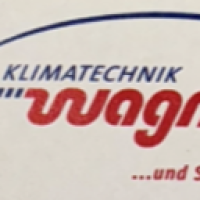 KLIMATECHNIK
wagn
...und S